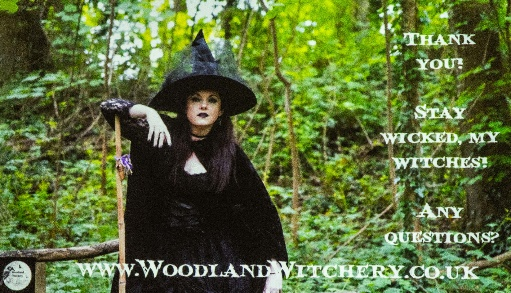 Thank
you!
Stay
wicked, my
witches!
Any
questions?
www.Woodland-Witchery.co.uk